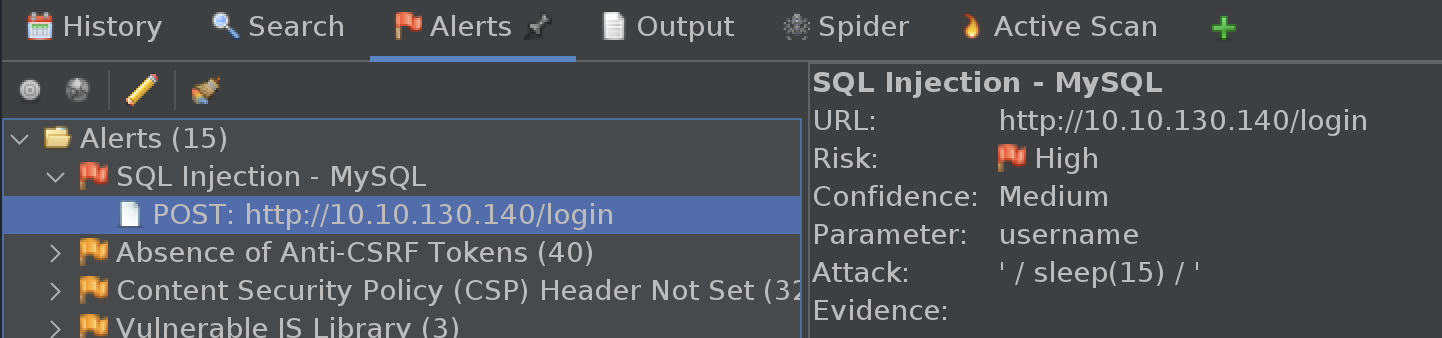 History Search Alerts Output Spider Active Scan
Alerts (15)
SQL Injection - MySQL
POST: http://10.10.130.140/login
Absence of Anti-CSRF Tokens (40)
Content Security Policy (CSP) Header Not Set (32
Vulnerable JS Library (3)
SQL Injection - MySQL
URL: http://10.10.130.140/login
Risk: High
Confidence: Medium
Parameter: username
Attack: ' / sleep(15) / '
Evidence: